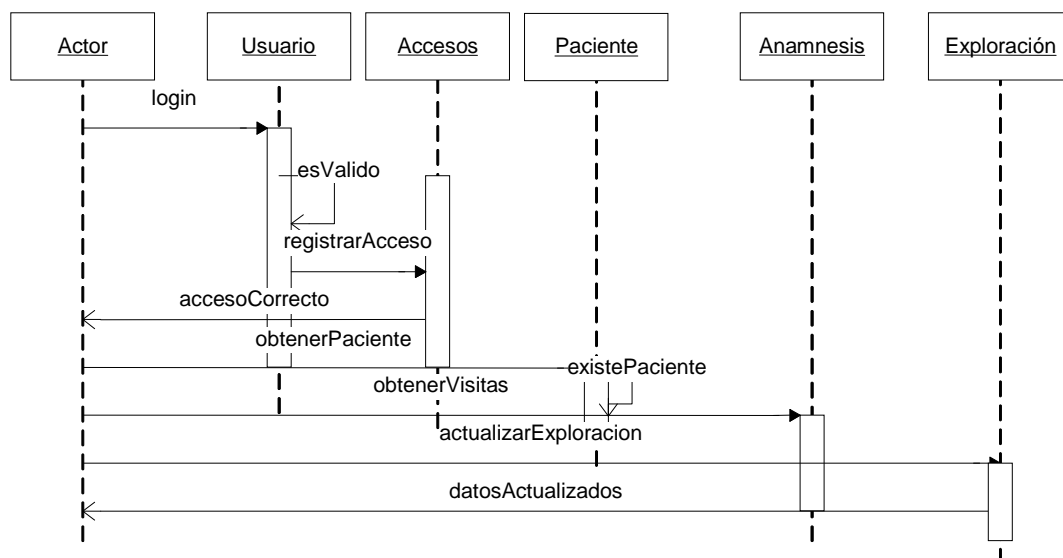 Actor
Usuario
Accesos
Paciente
Anamnesis
Exploración
login
esValido
registrarAcceso
accesoCorrecto
obtenerPaciente
existePaciente
obtenerVisitas
actualizarExploracion
datosActualizados